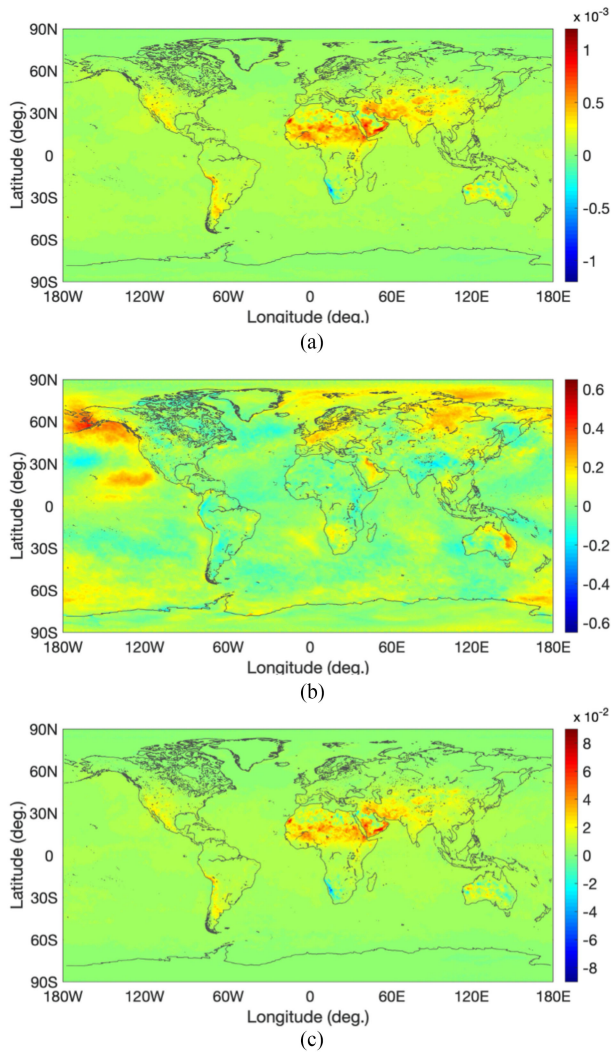 x 10-3
90N
60N
30N
0
30S
60S
90S
Latitude (deg.)
180W 120W 60W 0 60E 120E 180E
Longitude (deg.)
1
0.5
0
-0.5
-1
(a)
90N
60N
30N
0
30S
60S
90S
Latitude (deg.)
180W 120W 60W 0 60E 120E 180E
Longitude (deg.)
0.6
0.4
0.2
0
-0.2
-0.4
-0.6
(b)
x 10-2
90N
60N
30N
0
30S
60S
90S
Latitude (deg.)
180W 120W 60W 0 60E 120E 180E
Longitude (deg.)
8
6
4
2
0
-2
-4
-6
-8
(c)